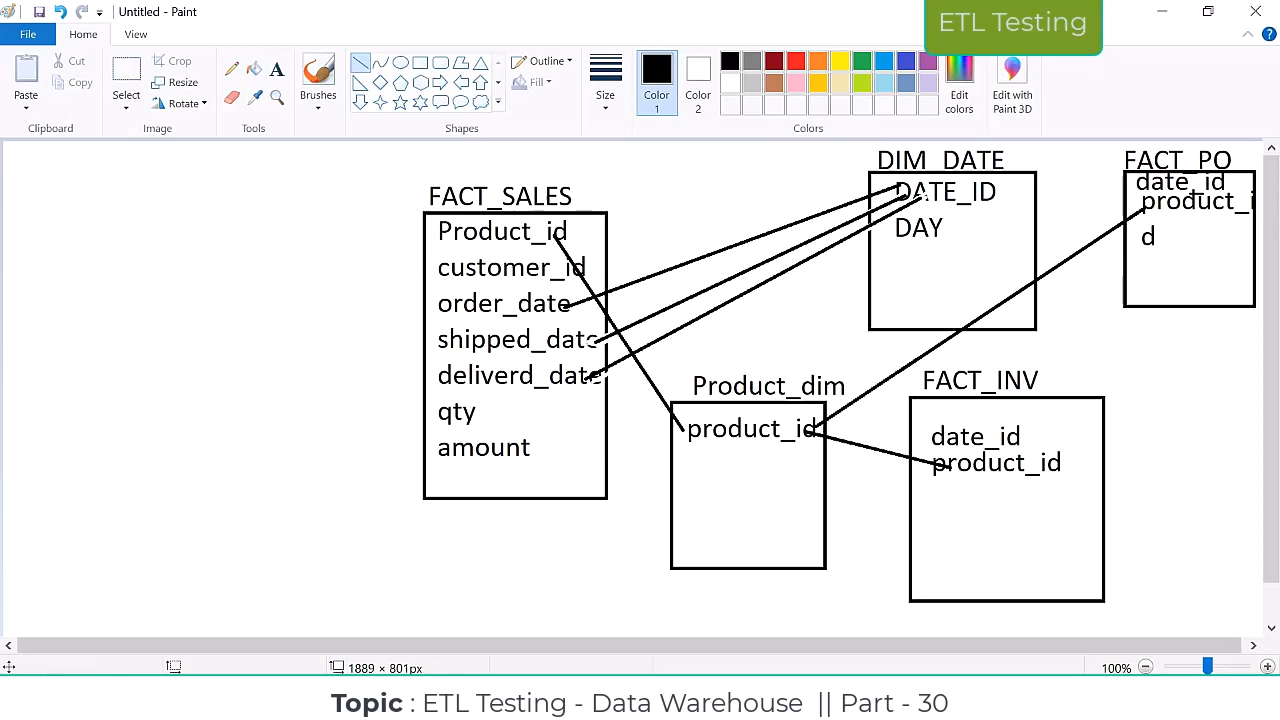 Untitled - Paint
ETL Testing
File
Home
View
Paste
Cut
Copy
Clipboard
Select
Crop
Resize
Rotate
Image
A
Tools
Brushes
Outline
Fill
Shapes
Size
Color
1
Color
2
Edit
colors
Colors
Edit with
Paint 3D
FACT_SALES
Product_id
customer_id
order_date
shipped_date
deliverd_date
qty
amount
DIM_DATE
DATE_ID
DAY
FACT_PO
date_id
product_i
d
Product_dim
product_id
FACT_INV
date_id
product_id
1889 × 801px
100%
Topic : ETL Testing - Data Warehouse || Part - 30